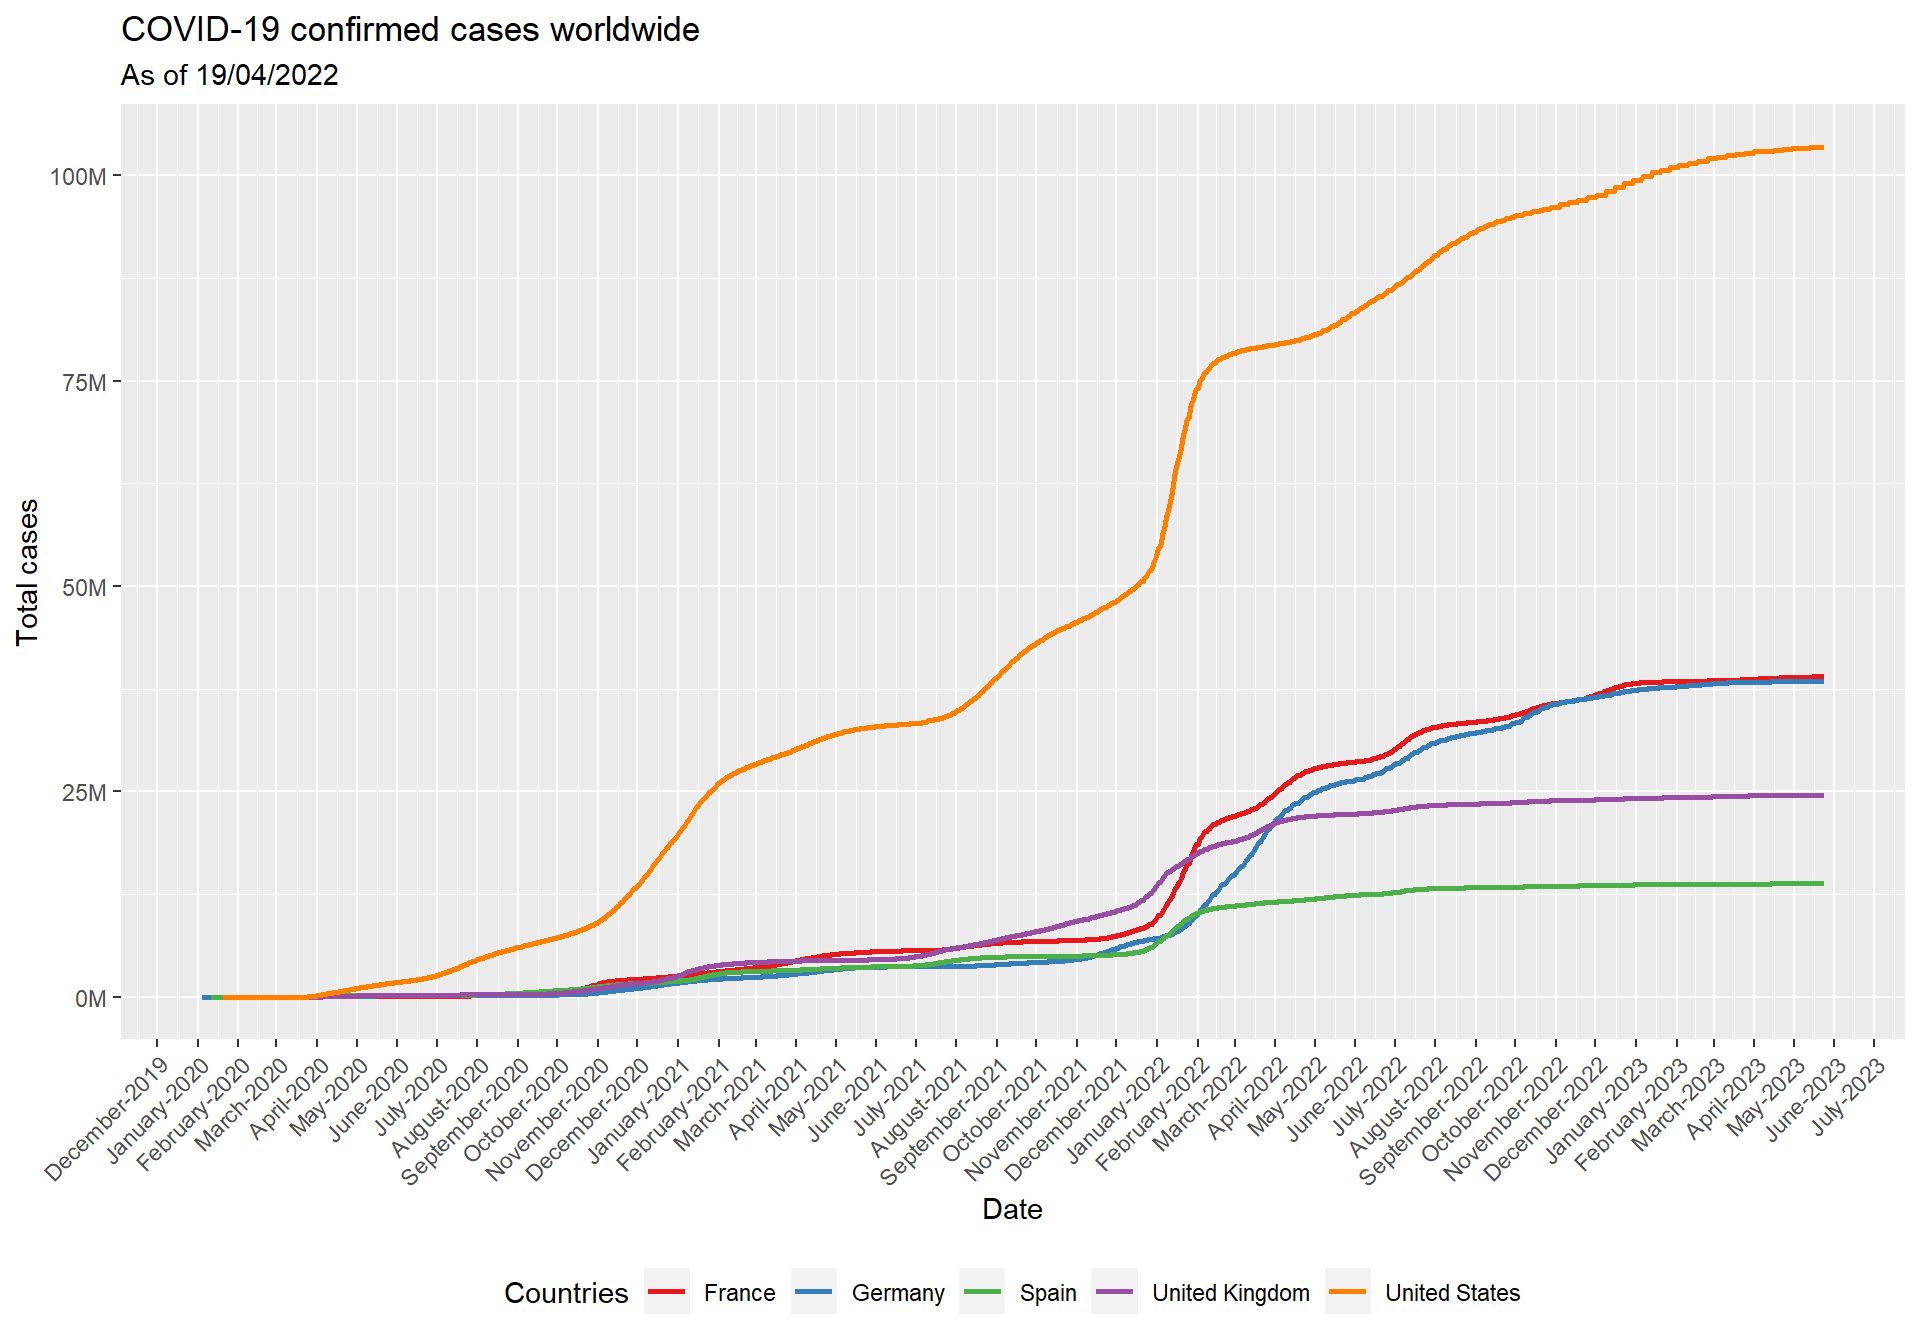 COVID-19 confirmed cases worldwide
As of 19/04/2022
100M
75M
50M
25M
0M
Total cases
December-2019
January-2020
February-2020
March-2020
April-2020
May-2020
June-2020
July-2020
August-2020
September-2020
October-2020
November-2020
December-2020
January-2021
February-2021
March-2021
April-2021
May-2021
June-2021
July-2021
August-2021
September-2021
October-2021
November-2021
December-2021
January-2022
February-2022
March-2022
April-2022
May-2022
June-2022
July-2022
August-2022
September-2022
October-2022
November-2022
December-2022
January-2023
February-2023
March-2023
April-2023
May-2023
June-2023
July-2023
Date
Countries France Germany Spain United Kingdom United States